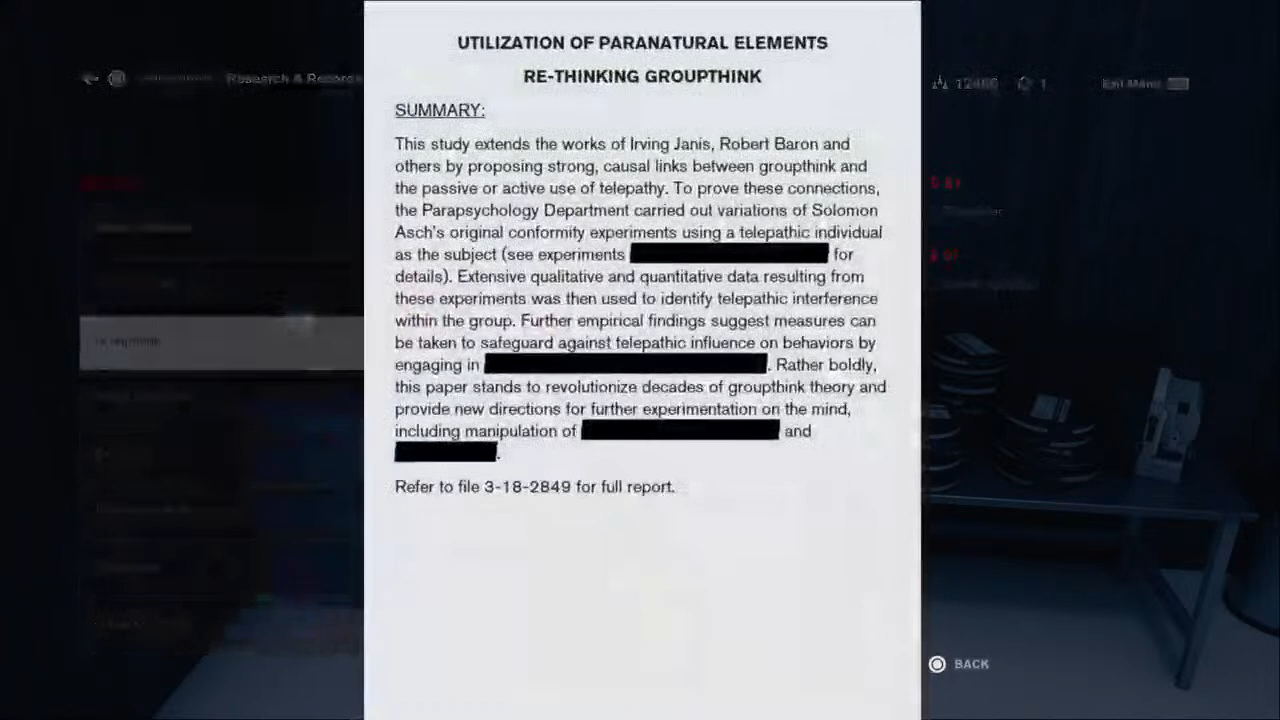 UTILIZATION OF PARANATURAL ELEMENTS
RE-THINKING GROUPTHINK
Research & Records
12466
1
Exit Menu
SUMMARY:
This study extends the works of Irving Janis, Robert Baron and
others by proposing strong, causal links between groupthink and
the passive or active use of telepathy. To prove these connections,
the Parapsychology Department carried out variations of Solomon
Asch's original conformity experiments using a telepathic individual
as the subject (see experiments for
details). Extensive qualitative and quantitative data resulting from
these experiments was then used to identify telepathic interference
within the group. Further empirical findings suggest measures can
be taken to safeguard against telepathic influence on behaviors by
engaging in . Rather boldly,
this paper stands to revolutionize decades of groupthink theory and
provide new directions for further experimentation on the mind,
including manipulation of and
.
Refer to file 3-18-2849 for full report.
BACK